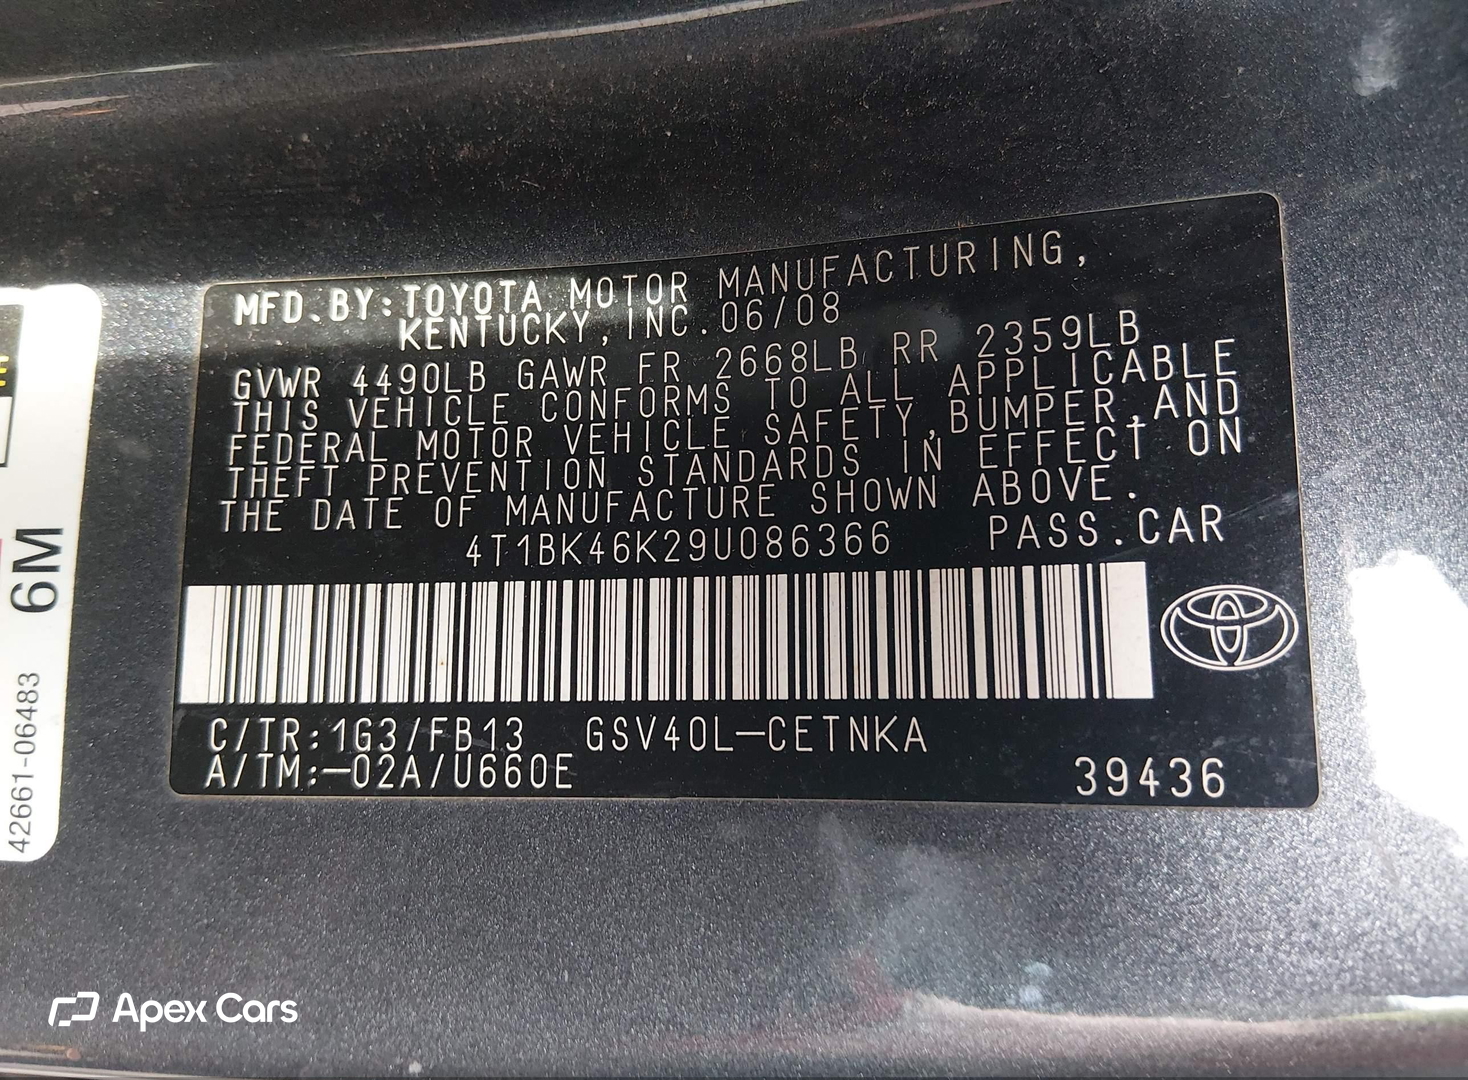 MFD.BY:TOYOTA MOTOR MANUFACTURING,
KENTUCKY,INC.06/08
GVWR 4490LB GAWR FR 2668LB RR 2359LB
THIS VEHICLE CONFORMS TO ALL APPLICABLE
FEDERAL MOTOR VEHICLE SAFETY,BUMPER,AND
THEFT PREVENTION STANDARDS IN EFFECT ON
THE DATE OF MANUFACTURE SHOWN ABOVE.
4T1BK46K29U086366 PASS.CAR
C/TR:1G3/FB13 GSV40L-CETNKA
A/TM:-02A/U660E
39436
6M
42661-06483
Apex Cars